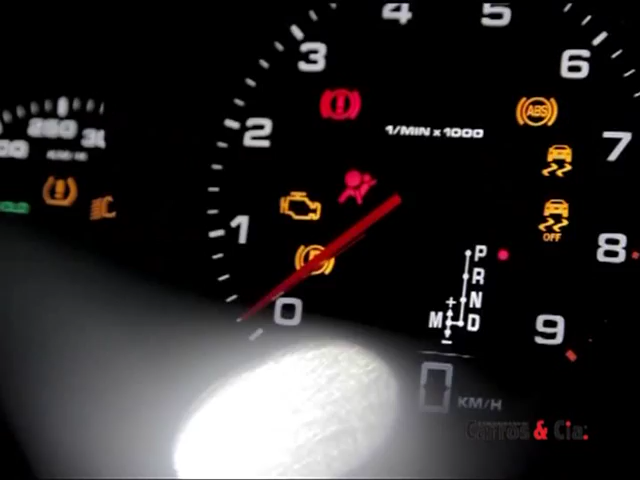 4 5
3 6
ABS
2 1/MIN x 1000 7
1
OFF
P 8
R
0 N
M D 9
+
-
0 KM/H
Carros & Cia.